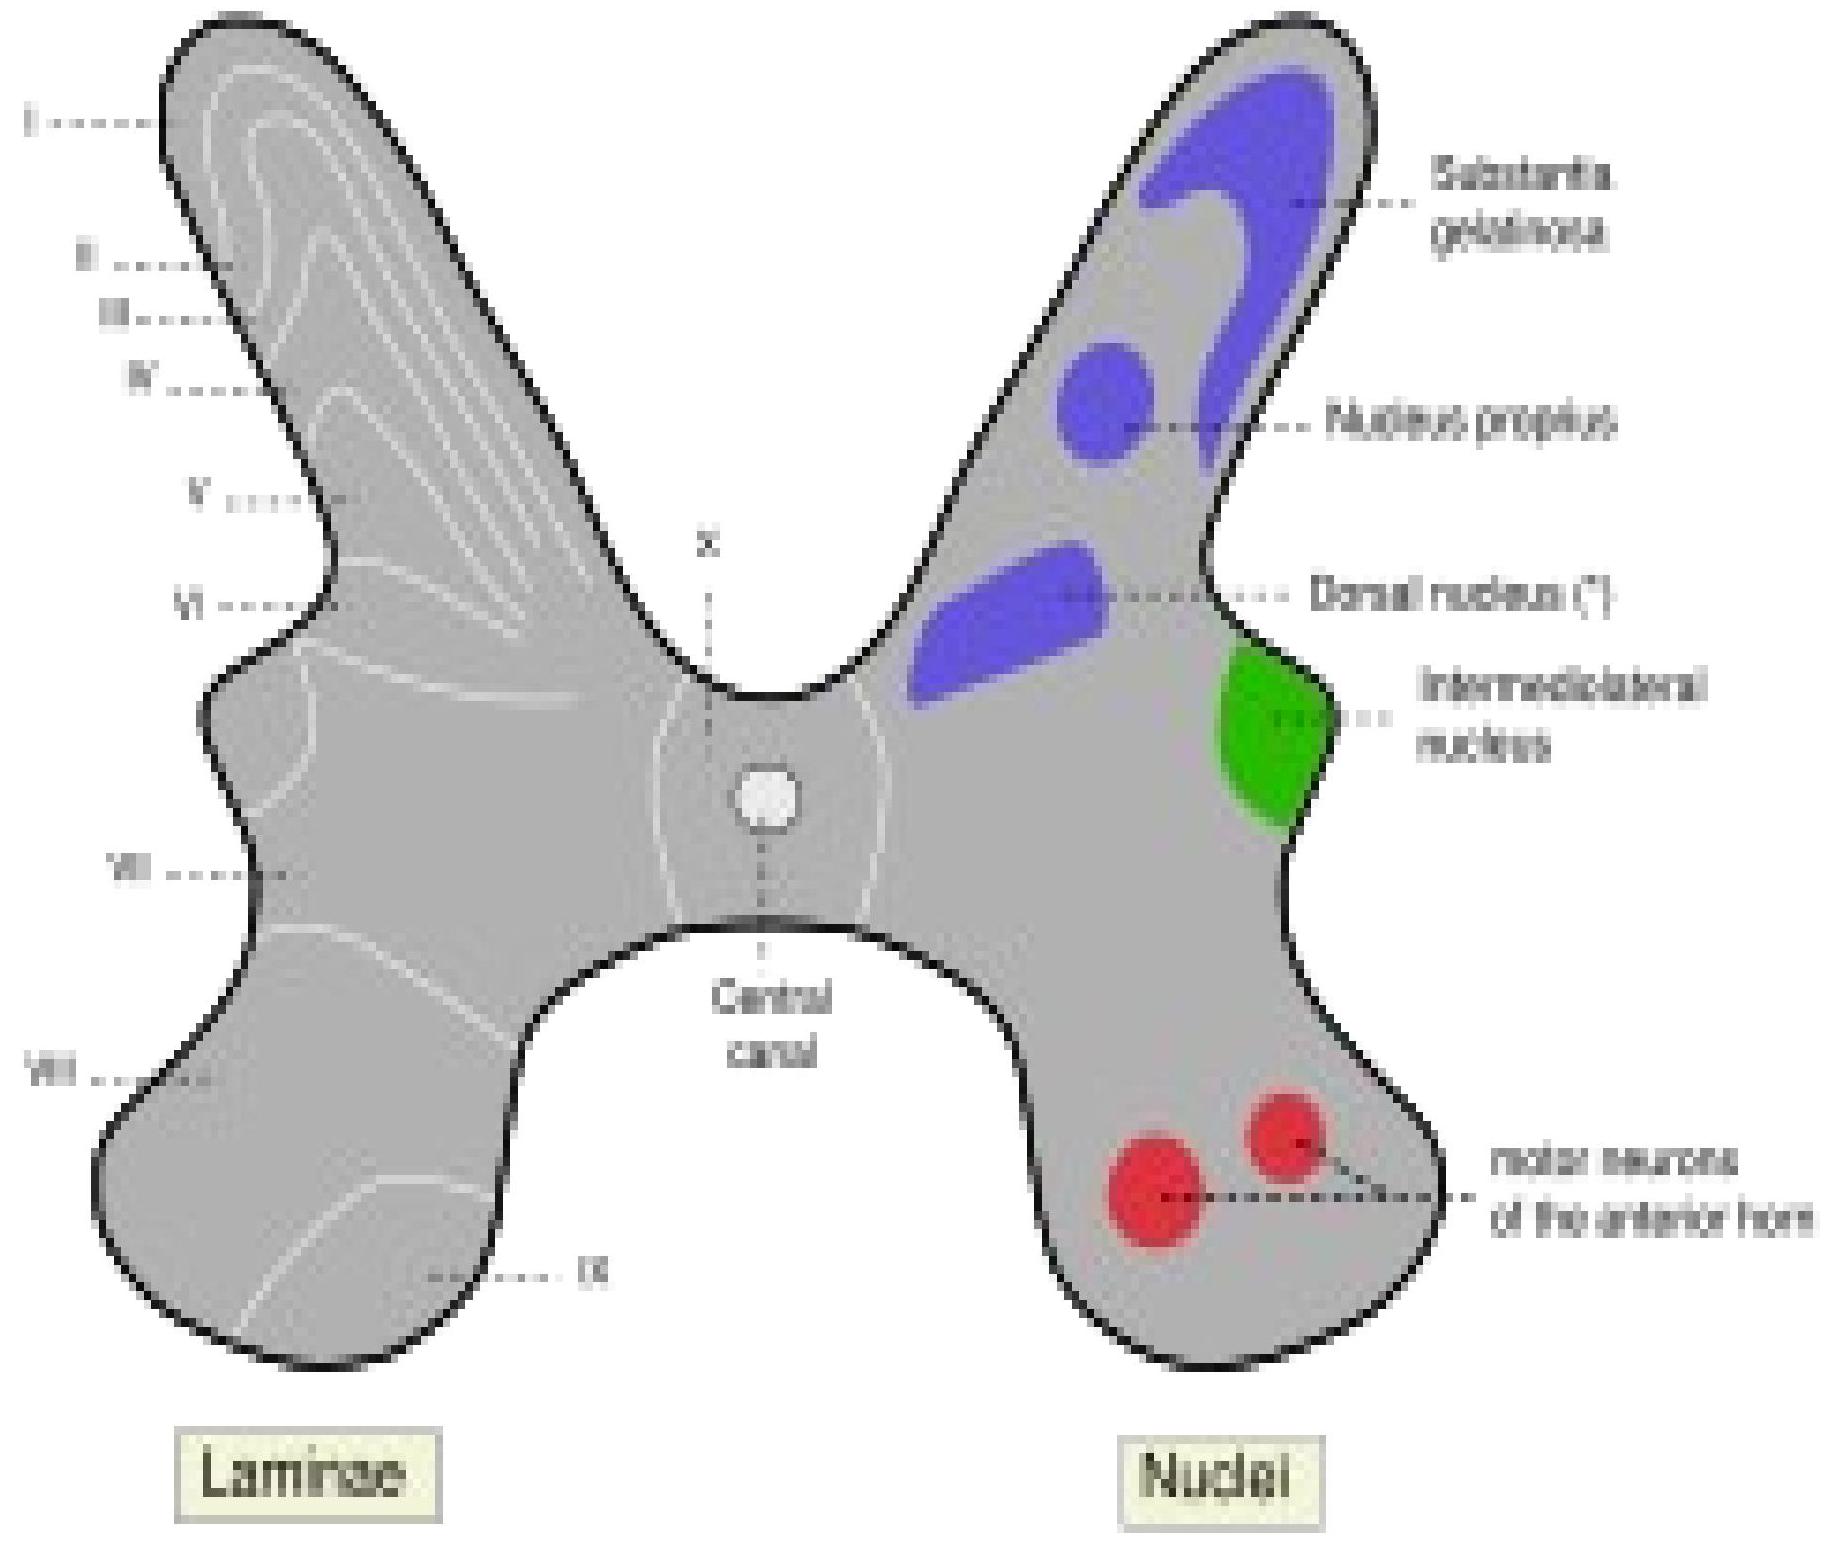 I
II
III
IV
V
VI
VII
VIII
IX
X
Central
canal
Substantia
gelatinosa
Nucleus proprius
Dorsal nucleus (*)
Intermediolateral
nucleus
motor neurons
of the anterior horn
Laminae
Nuclei